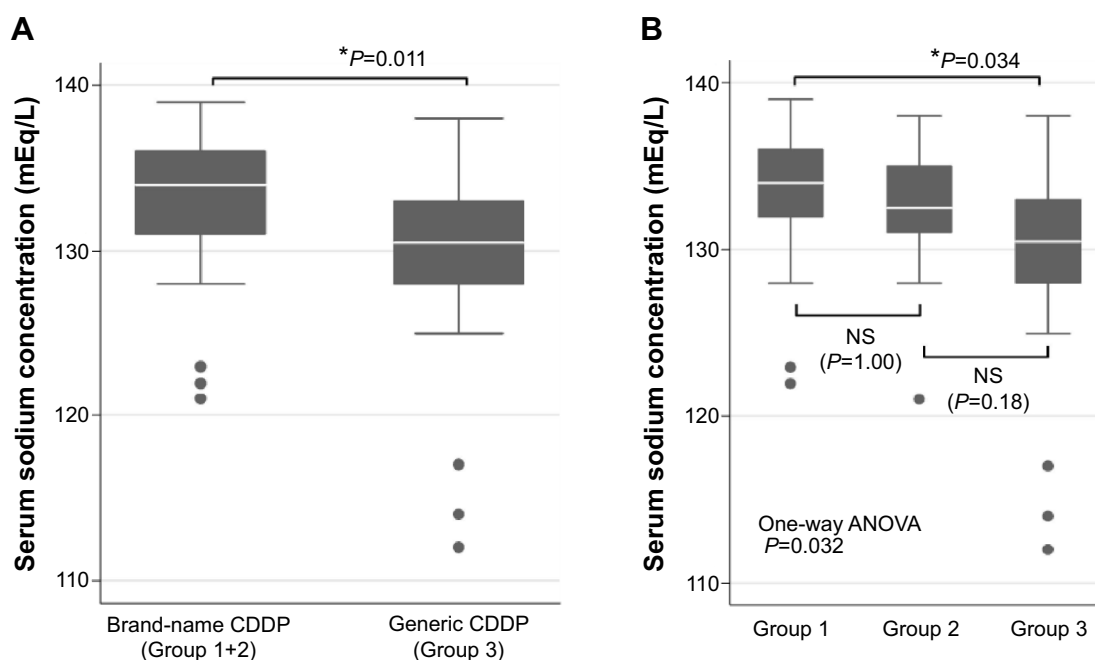 A
*P=0.011
Serum sodium concentration (mEq/L)
140
130
120
110
Brand-name CDDP
(Group 1+2)
Generic CDDP
(Group 3)
B
*P=0.034
Serum sodium concentration (mEq/L)
140
130
120
110
NS
(P=1.00)
NS
(P=0.18)
One-way ANOVA
P=0.032
Group 1
Group 2
Group 3